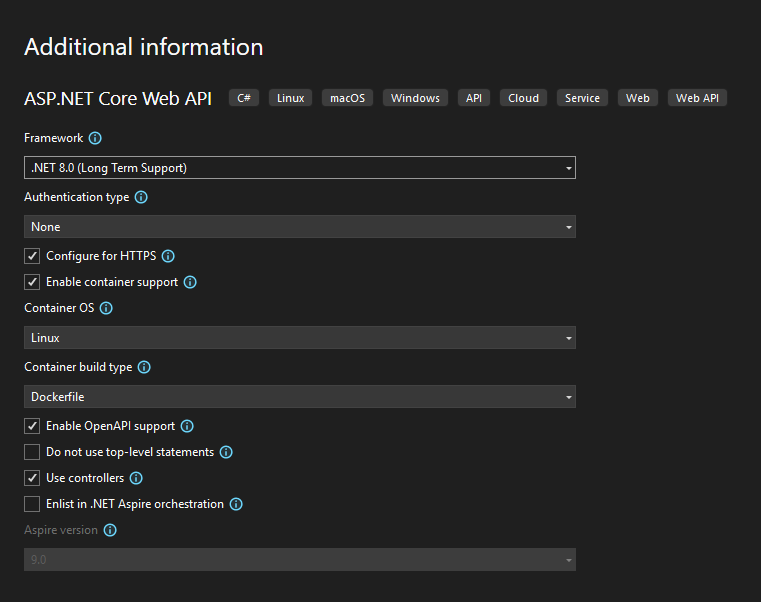 Additional information
ASP.NET Core Web API C# Linux macOS Windows API Cloud Service Web Web API
Framework
.NET 8.0 (Long Term Support)
Authentication type
None
Configure for HTTPS
Enable container support
Container OS
Linux
Container build type
Dockerfile
Enable OpenAPI support
Do not use top-level statements
Use controllers
Enlist in .NET Aspire orchestration
Aspire version
9.0